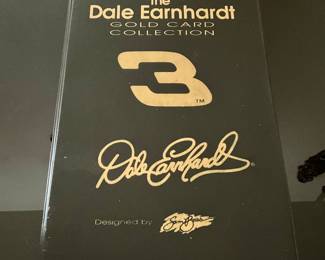 The
Dale Earnhardt
GOLD CARD
COLLECTION
3
TM
Dale Earnhardt®
Designed by